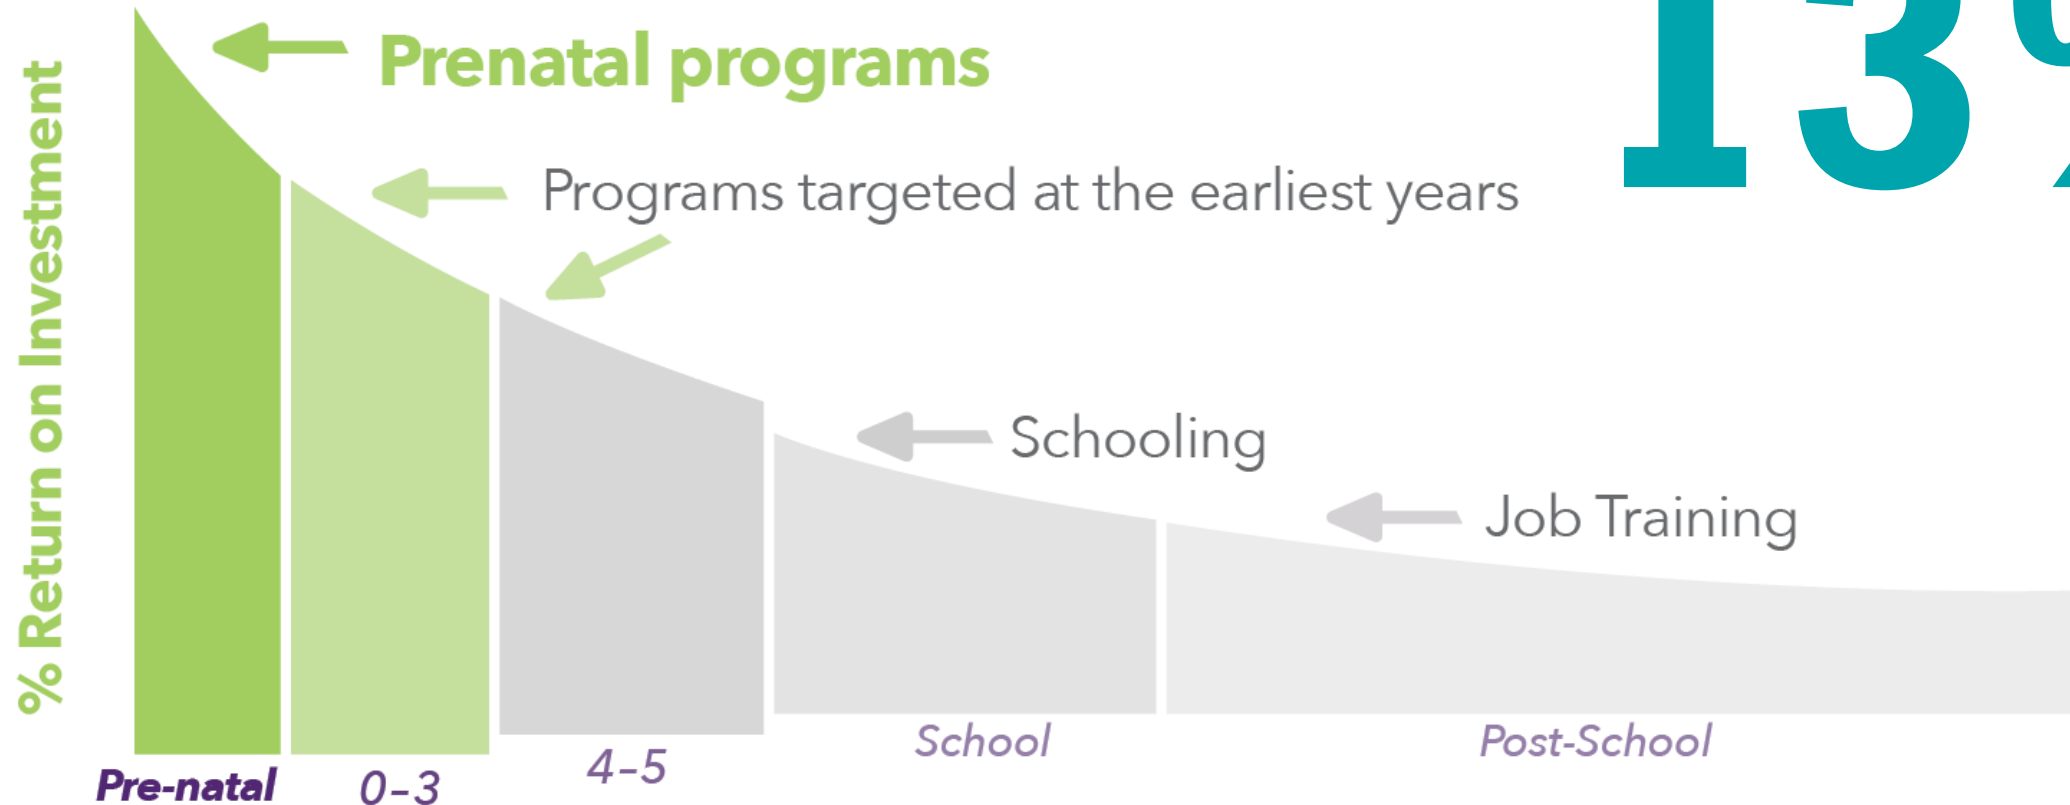 13%
Prenatal programs
Programs targeted at the earliest years
Schooling
Job Training
% Return on Investment
Pre-natal
0–3
4–5
School
Post-School